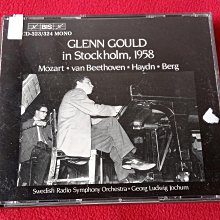 BIS
CD-323/324 MONO
GLENN GOULD
in Stockholm, 1958
Mozart · van Beethoven · Haydn · Berg
Swedish Radio Symphony Orchestra · Georg Ludwig Jochum